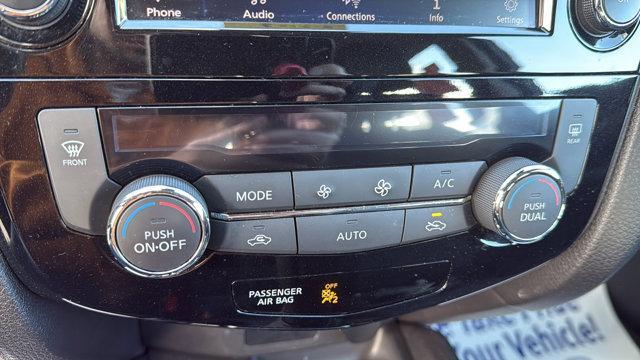 Phone Audio Connections Info Settings
FRONT
REAR
MODE
A/C
PUSH
ON·OFF
AUTO
PUSH
DUAL
PASSENGER
AIR BAG
OFF
2
Your Vehicle!